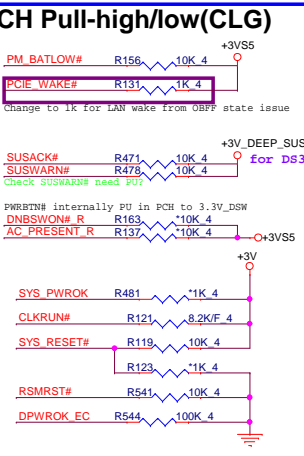 CH Pull-high/low(CLG)
+3VS5
PM_BATLOW# R156 10K_4
PCIE_WAKE# R131 1K_4
Change to 1k for LAN wake from OBFF state issue
+3V_DEEP_SUS
SUSACK# R471 10K_4 for DS3
SUSWARN# R478 10K_4
Check SUSWARN# need PU?
PWRBTN# internally PU in PCH to 3.3V_DSW
DNBSWON#_R R163 *10K_4
AC_PRESENT_R R137 *10K_4 +3VS5
+3V
SYS_PWROK R481 *1K_4
CLKRUN# R121 8.2K/F_4
SYS_RESET# R119 10K_4
R123 *1K_4
RSMRST# R541 10K_4
DPWROK_EC R544 100K_4